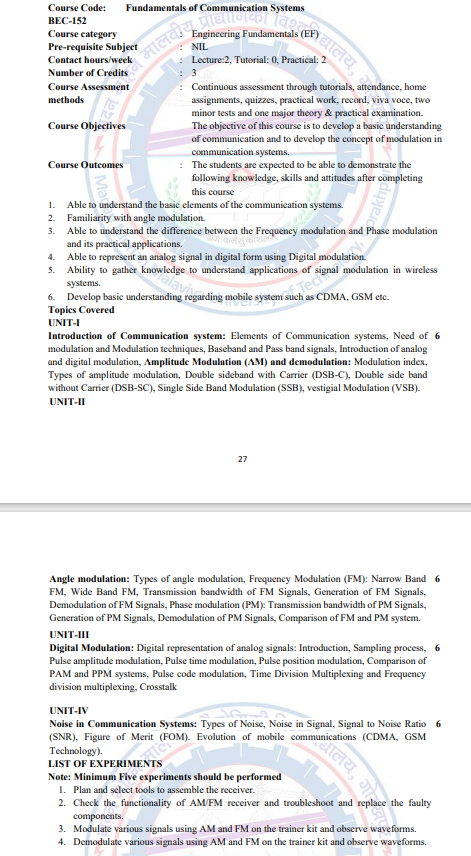 Course Code: Fundamentals of Communication Systems
BEC-152
Course category : Engineering Fundamentals (EF)
Pre-requisite Subject : NIL
Contact hours/week : Lecture:2, Tutorial: 0, Practical: 2
Number of Credits : 3
Course Assessment : Continuous assessment through tutorials, attendance, home
methods assignments, quizzes, practical work, record, viva voce, two
minor tests and one major theory & practical examination.
Course Objectives The objective of this course is to develop a basic understanding
of communication and to develop the concept of modulation in
communication systems.
Course Outcomes : The students are expected to be able to demonstrate the
following knowledge, skills and attitudes after completing
this course
1. Able to understand the basic elements of the communication systems.
2. Familiarity with angle modulation.
3. Able to understand the difference between the Frequency modulation and Phase modulation
and its practical applications.
4. Able to represent an analog signal in digital form using Digital modulation.
5. Ability to gather knowledge to understand applications of signal modulation in wireless
systems.
6. Develop basic understanding regarding mobile system such as CDMA, GSM etc.
Topics Covered
UNIT-I
Introduction of Communication system: Elements of Communication systems, Need of 6
modulation and Modulation techniques, Baseband and Pass band signals, Introduction of analog
and digital modulation, Amplitude Modulation (AM) and demodulation: Modulation index,
Types of amplitude modulation, Double sideband with Carrier (DSB-C), Double side band
without Carrier (DSB-SC), Single Side Band Modulation (SSB), vestigial Modulation (VSB).
UNIT-II
27
Angle modulation: Types of angle modulation, Frequency Modulation (FM): Narrow Band 6
FM, Wide Band FM, Transmission bandwidth of FM Signals, Generation of FM Signals,
Demodulation of FM Signals, Phase modulation (PM): Transmission bandwidth of PM Signals,
Generation of PM Signals, Demodulation of PM Signals, Comparison of FM and PM system.
UNIT-III
Digital Modulation: Digital representation of analog signals: Introduction, Sampling process, 6
Pulse amplitude modulation, Pulse time modulation, Pulse position modulation, Comparison of
PAM and PPM systems, Pulse code modulation, Time Division Multiplexing and Frequency
division multiplexing, Crosstalk
UNIT-IV
Noise in Communication Systems: Types of Noise, Noise in Signal, Signal to Noise Ratio 6
(SNR), Figure of Merit (FOM). Evolution of mobile communications (CDMA, GSM
Technology).
LIST OF EXPERIMENTS
Note: Minimum Five experiments should be performed
1. Plan and select tools to assemble the receiver.
2. Check the functionality of AM/FM receiver and troubleshoot and replace the faulty
components.
3. Modulate various signals using AM and FM on the trainer kit and observe waveforms.
4. Demodulate various signals using AM and FM on the trainer kit and observe waveforms.